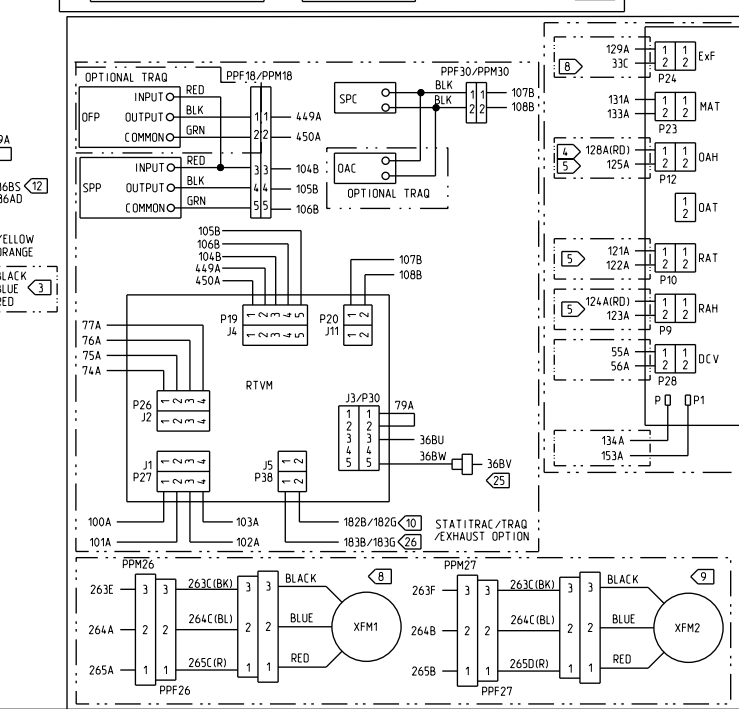 OPTIONAL TRAQ
OFP
INPUT
OUTPUT
COMMON
RED
BLK
GRN
PPF18/PPM18
1 1
2 2
3 3
4 4
5 5
449A
450A
104B
105B
106B
SPP
INPUT
OUTPUT
COMMON
RED
BLK
GRN
SPC
BLK
BLK
PPF30/PPM30
1 1
2 2
107B
108B
OAC
OPTIONAL TRAQ
9A
36BS 12
86AD
YELLOW
ORANGE
BLACK
BLUE 3
RED
105B
106B
104B
449A
450A
107B
108B
P19
J4
1 2 3 4 5
1 2 3 4 5
P20
J11
1 2
1 2
77A
76A
75A
74A
P26
J2
1 2 3 4
1 2 3 4
RTVM
J3/P30
1 1
2 2
3 3
4 4
5 5
79A
36BU
36BW
36BV
25
J1
P27
1 2 3 4
1 2 3 4
J5
P38
1 2
1 2
100A
101A
103A
102A
182B/182G 10
183B/183G 26
STATITRAC/TRAQ
/EXHAUST OPTION
8
129A
33C
1 1
2 2
ExF
P24
131A
133A
1 1
2 2
MAT
P23
4
5
128A(RD)
125A
1 1
2 2
OAH
P12
1
2
OAT
5
121A
122A
1 1
2 2
RAT
P10
5
124A(RD)
123A
1 1
2 2
RAH
P9
55A
56A
1 1
2 2
DCV
P28
P
P1
134A
153A
PPM26
263E
264A
265A
3 3
2 2
1 1
PPF26
263C(BK)
264C(BL)
265C(R)
3 3
2 2
1 1
BLACK
BLUE
RED
XFM1
8
PPM27
263F
264B
265B
3 3
2 2
1 1
PPF27
263C(BK)
264C(BL)
265D(R)
3 3
2 2
1 1
BLACK
BLUE
RED
XFM2
9